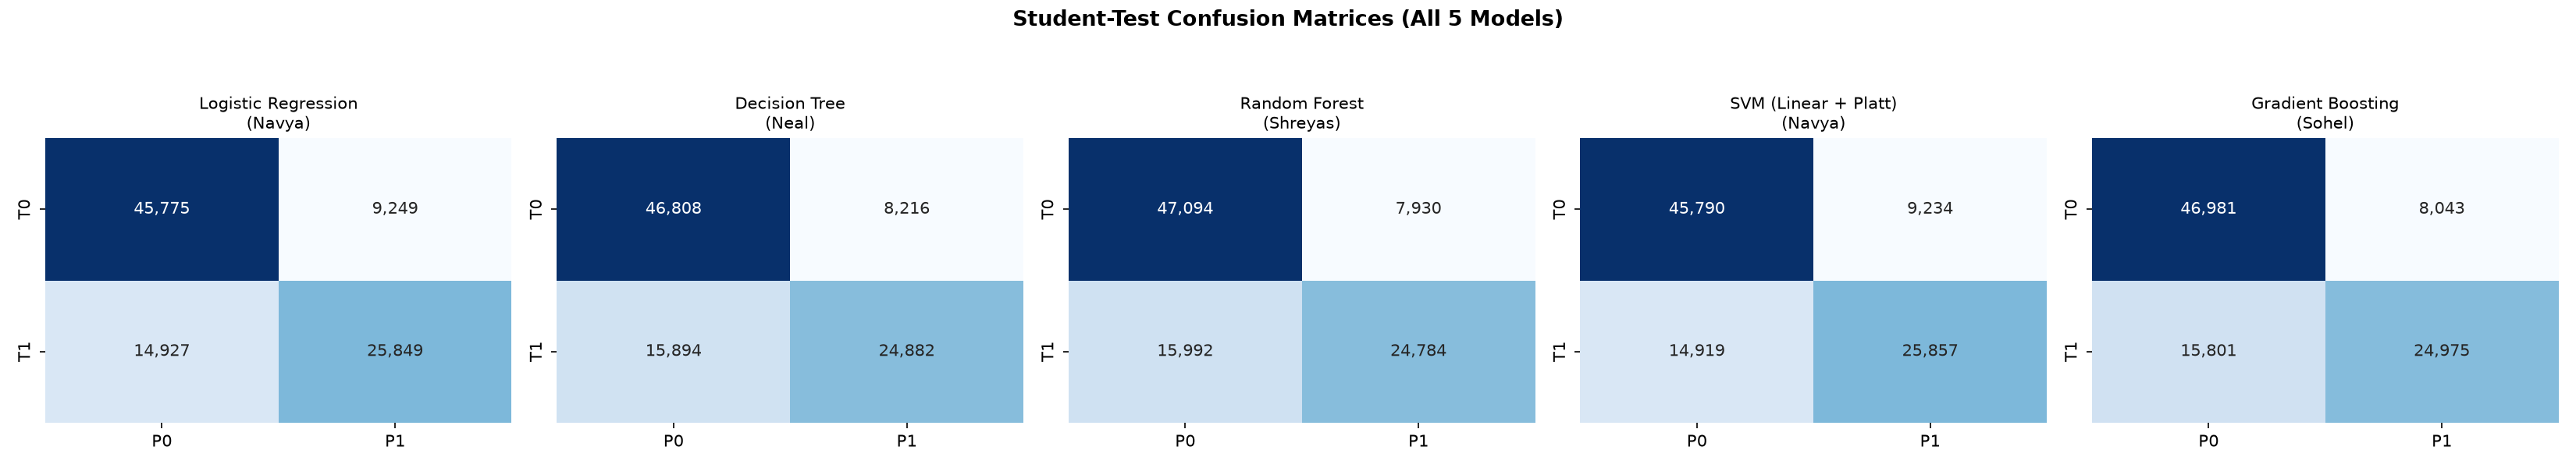 Student-Test Confusion Matrices (All 5 Models)
Logistic Regression
(Navya)
T0
45,775
9,249
T1
14,927
25,849
P0
P1
Decision Tree
(Neal)
T0
46,808
8,216
T1
15,894
24,882
P0
P1
Random Forest
(Shreyas)
T0
47,094
7,930
T1
15,992
24,784
P0
P1
SVM (Linear + Platt)
(Navya)
T0
45,790
9,234
T1
14,919
25,857
P0
P1
Gradient Boosting
(Sohel)
T0
46,981
8,043
T1
15,801
24,975
P0
P1